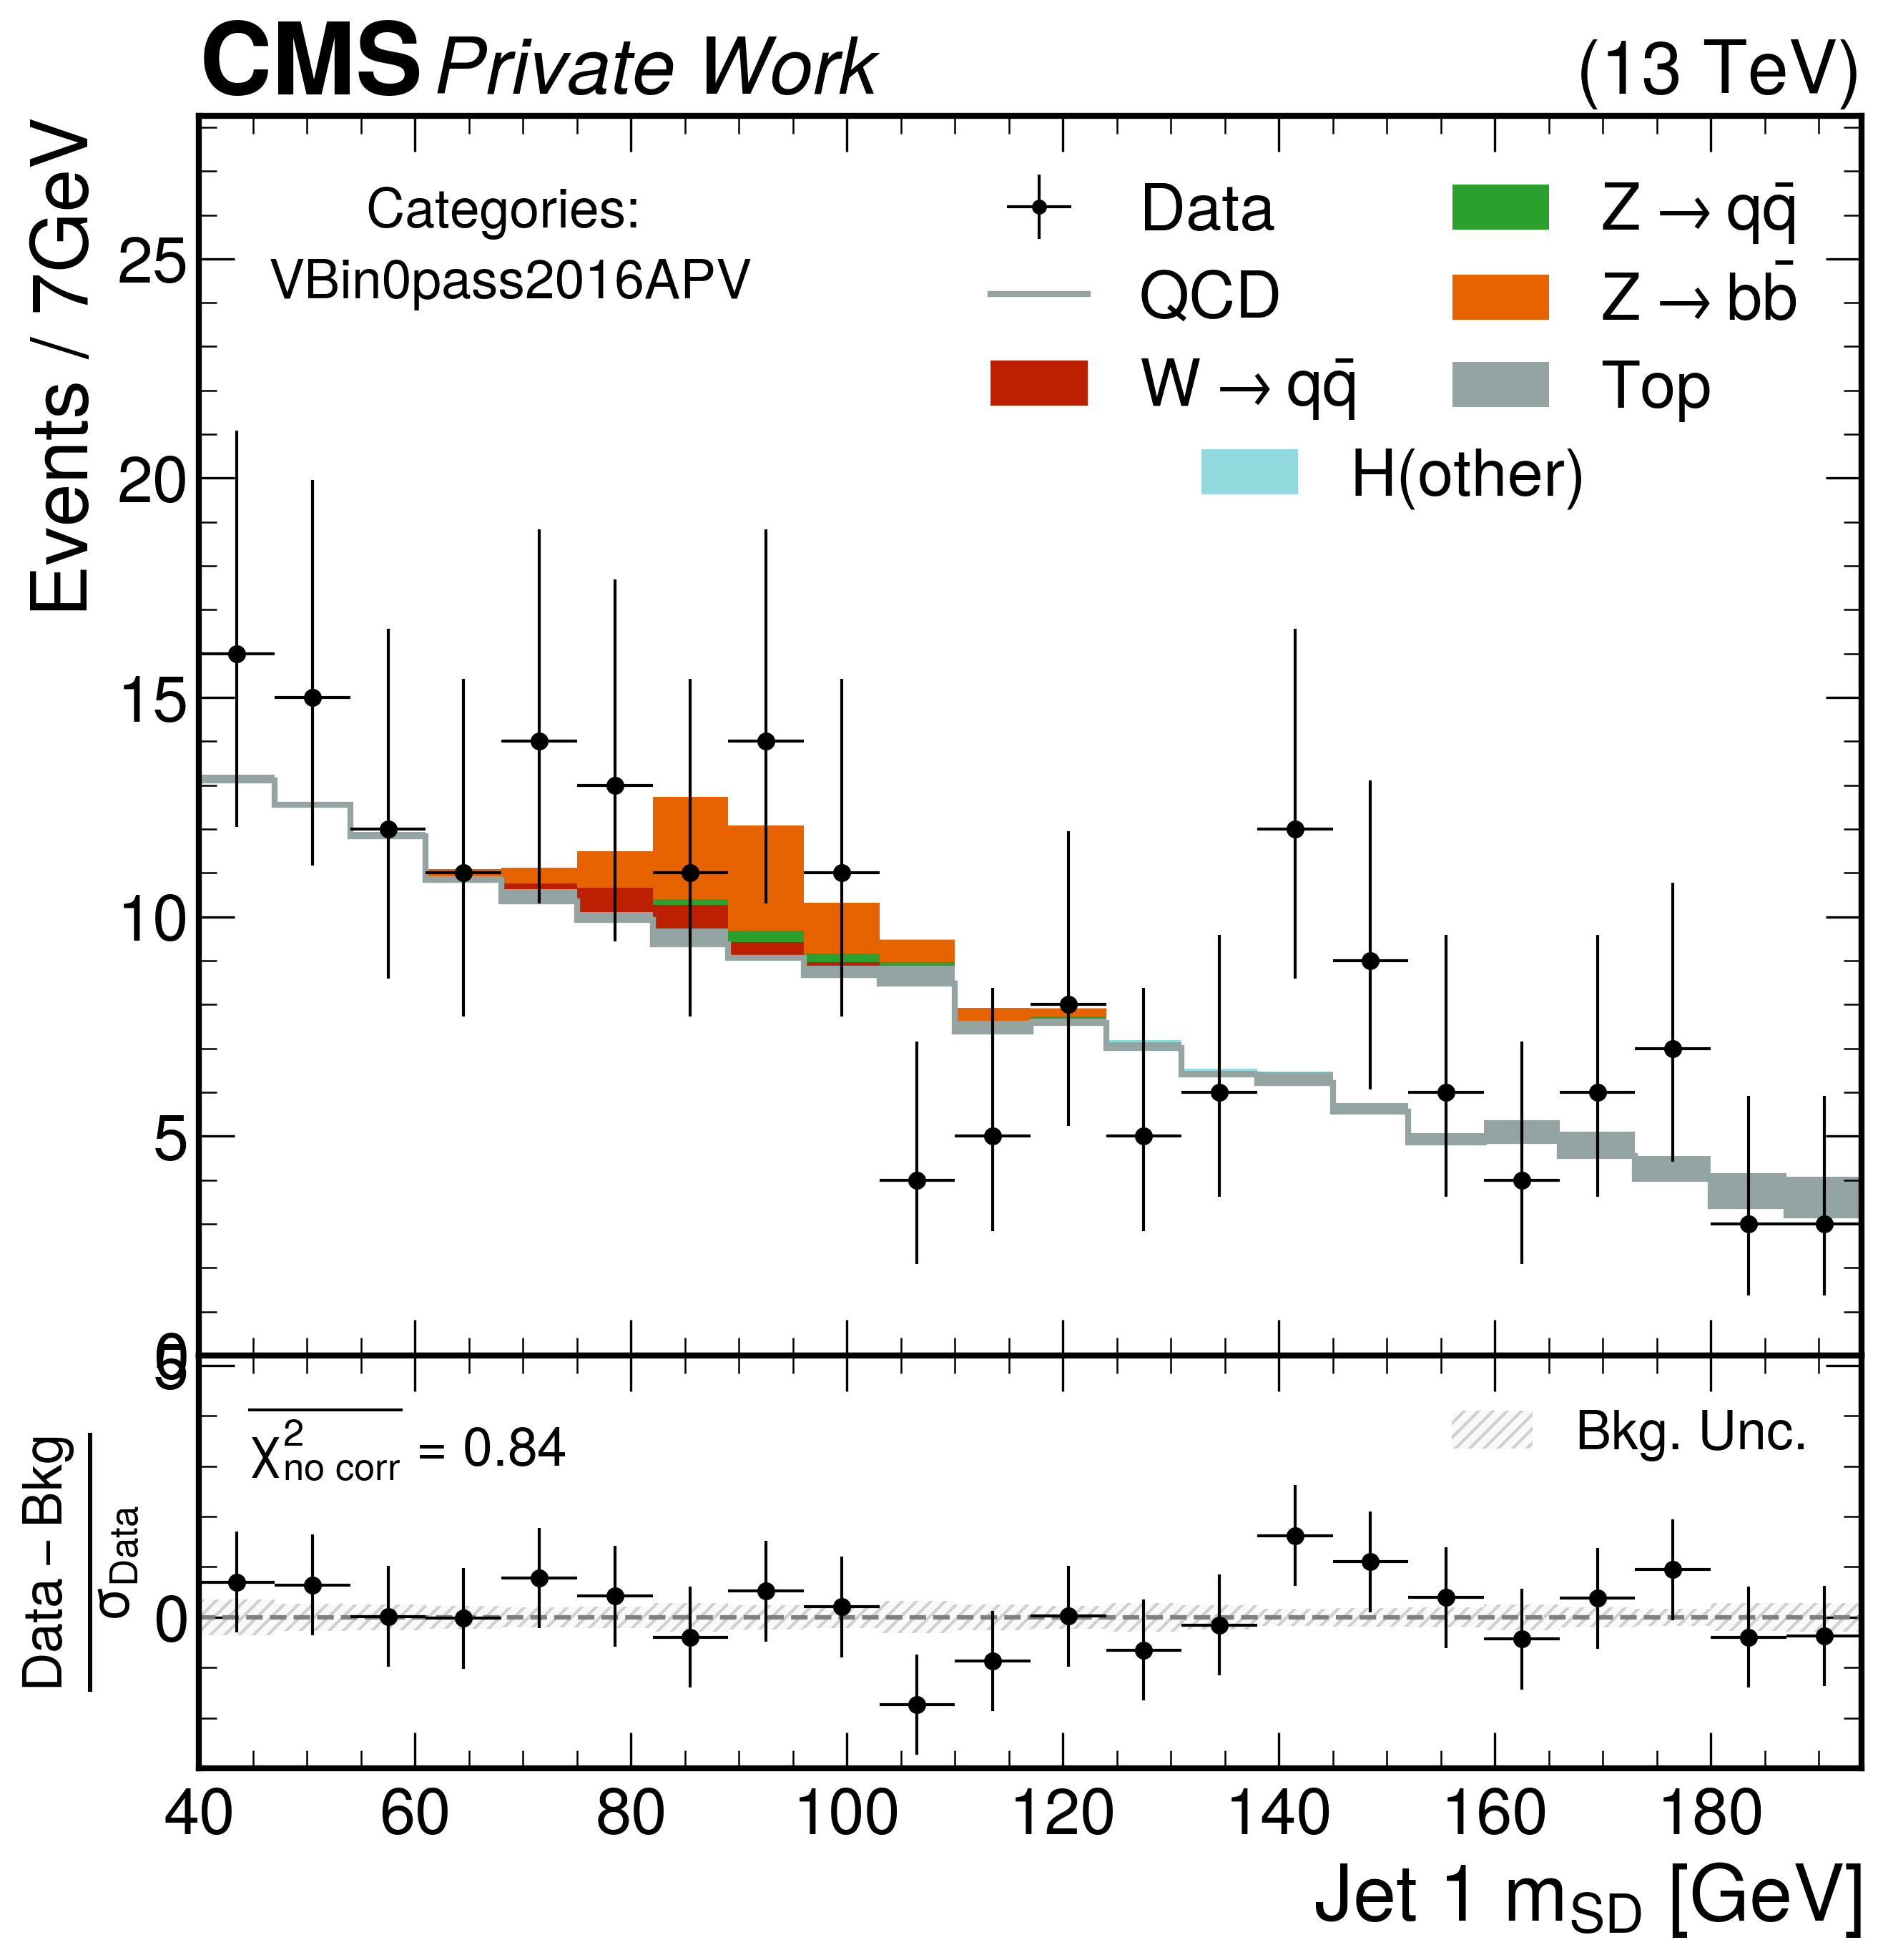 CMS Private Work (13 TeV)
Events / 7GeV
Categories:
VBin0pass2016APV
Data
QCD
W → qq̄
Z → qq̄
Z → bb̄
Top
H(other)
25
20
15
10
5
0
5
0
Data − Bkg
σData
χ²no corr = 0.84
Bkg. Unc.
40 60 80 100 120 140 160 180
Jet 1 mSD [GeV]